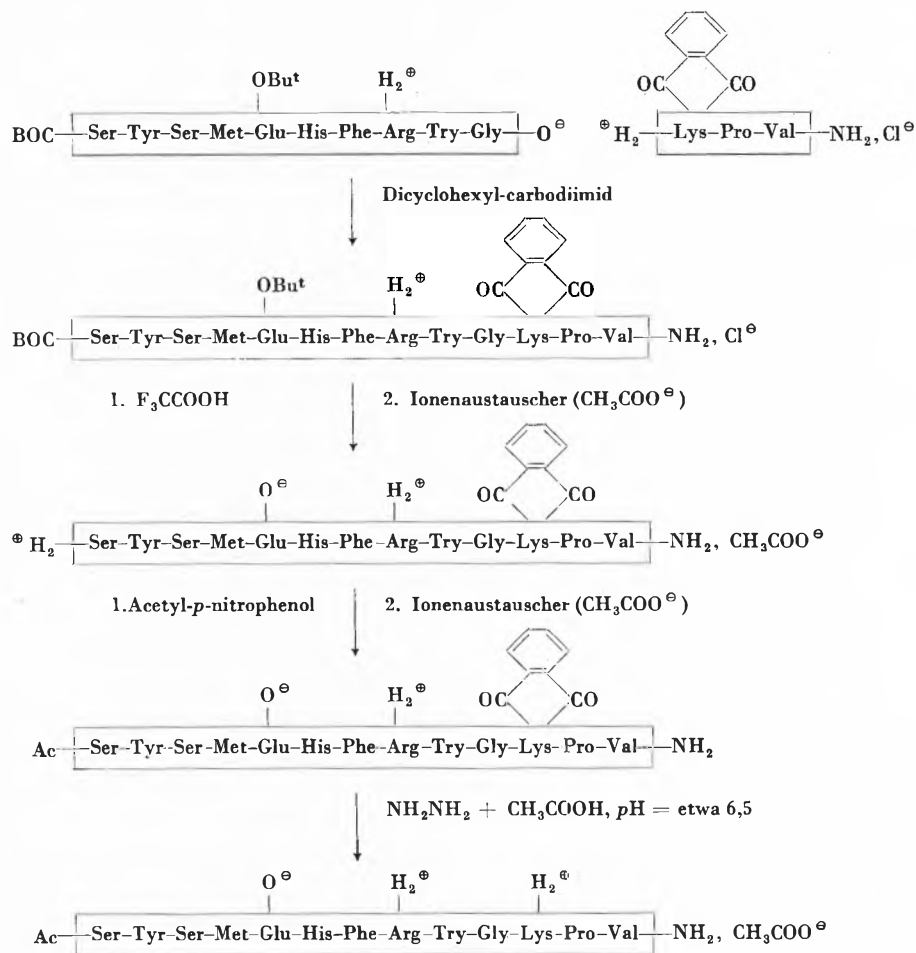 OBuᵗ H₂⊕ CO CO
BOC—Ser–Tyr–Ser–Met–Glu–His–Phe–Arg–Try–Gly—O⊖ ⊕H₂—Lys–Pro–Val—NH₂, Cl⊖
Dicyclohexyl-carbodiimid
OBuᵗ H₂⊕ OC CO
BOC—Ser–Tyr–Ser–Met–Glu–His–Phe–Arg–Try–Gly–Lys–Pro–Val—NH₂, Cl⊖
1. F₃CCOOH 2. Ionenaustauscher (CH₃COO⊖)
O⊖ H₂⊕ OC CO
⊕H₂—Ser–Tyr–Ser–Met–Glu–His–Phe–Arg–Try–Gly–Lys–Pro–Val—NH₂, CH₃COO⊖
1.Acetyl-p-nitrophenol 2. Ionenaustauscher (CH₃COO⊖)
O⊖ H₂⊕ OC CO
Ac—Ser–Tyr–Ser–Met–Glu–His–Phe–Arg–Try–Gly–Lys–Pro–Val—NH₂
NH₂NH₂ + CH₃COOH, pH = etwa 6,5
O⊖ H₂⊕ H₂⊕
Ac—Ser–Tyr–Ser–Met–Glu–His–Phe–Arg–Try–Gly–Lys–Pro–Val—NH₂, CH₃COO⊖